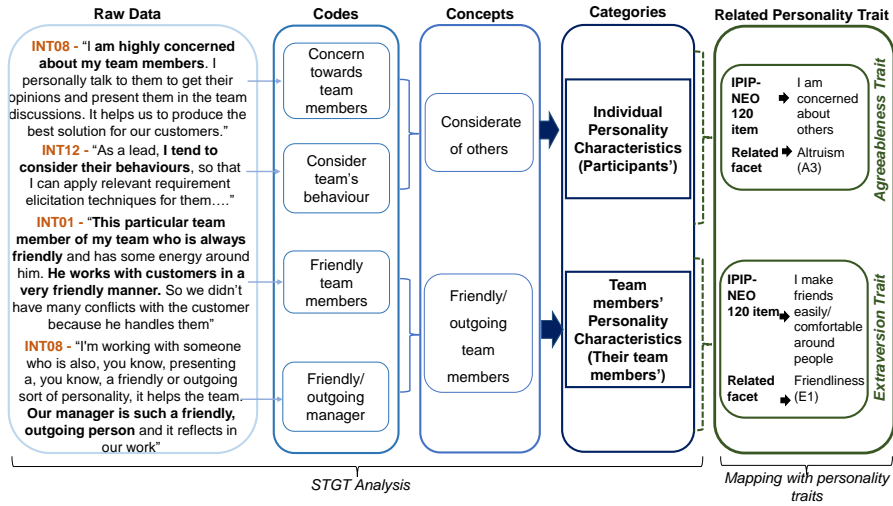 Raw Data
INT08 - “I am highly concerned
about my team members. I
personally talk to them to get their
opinions and present them in the team
discussions. It helps us to produce the
best solution for our customers.”
INT12 - “As a lead, I tend to
consider their behaviours, so that
I can apply relevant requirement
elicitation techniques for them….”
INT01 - “This particular team
member of my team who is always
friendly and has some energy around
him. He works with customers in a
very friendly manner. So we didn’t
have many conflicts with the customer
because he handles them”
INT08 - “I'm working with someone
who is also, you know, presenting
a, you know, a friendly or outgoing
sort of personality, it helps the team.
Our manager is such a friendly,
outgoing person and it reflects in
our work”
Codes
Concern
towards
team
members
Consider
team’s
behaviour
Friendly
team
members
Friendly/
outgoing
manager
Concepts
Considerate
of others
Friendly/
outgoing
team
members
Categories
Individual
Personality
Characteristics
(Participants’)
Team
members’
Personality
Characteristics
(Their team
members’)
Related Personality Trait
IPIP-
NEO
120
item
I am
concerned
about
others
Related
facet
Altruism
(A3)
Agreeableness Trait
IPIP-
NEO
120 item
I make
friends
easily/
comfortable
around
people
Related
facet
Friendliness
(E1)
Extraversion Trait
STGT Analysis
Mapping with personality
traits